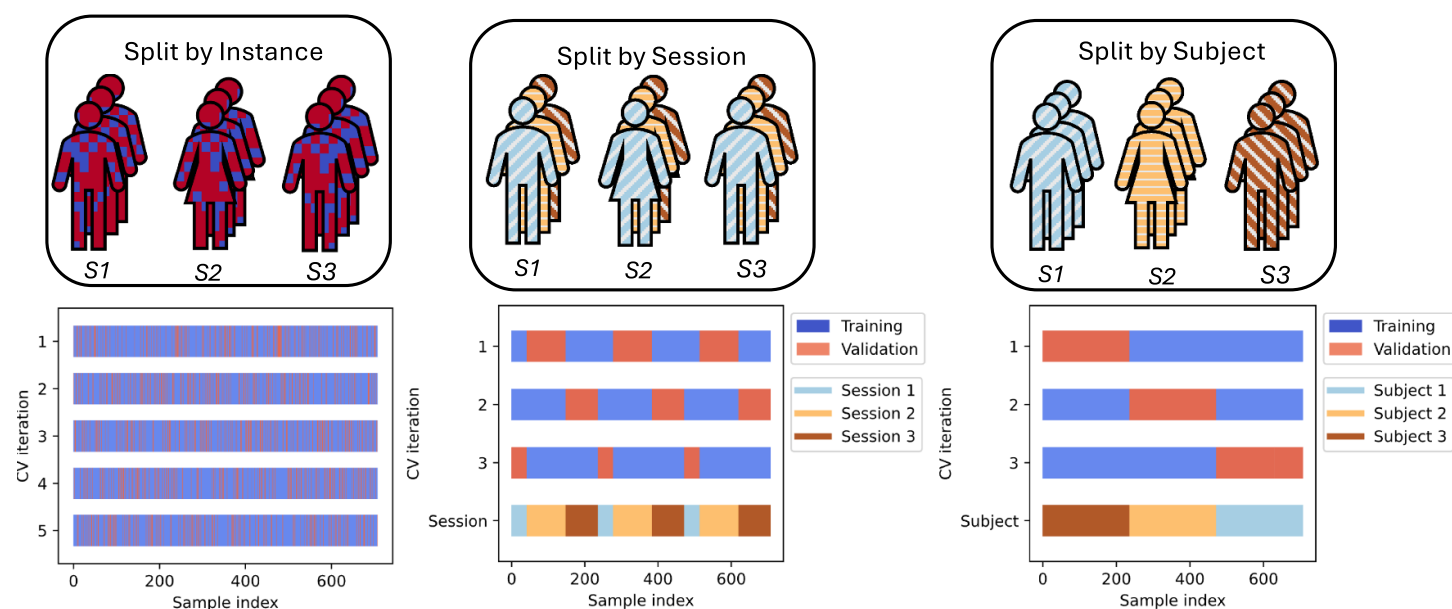 Split by Instance
S1
S2
S3
CV iteration
1
2
3
4
5
0
200
400
600
Sample index
Split by Session
S1
S2
S3
CV iteration
1
2
3
Session
0
200
400
600
Sample index
Training
Validation
Session 1
Session 2
Session 3
Split by Subject
S1
S2
S3
CV iteration
1
2
3
Subject
0
200
400
600
Sample index
Training
Validation
Subject 1
Subject 2
Subject 3